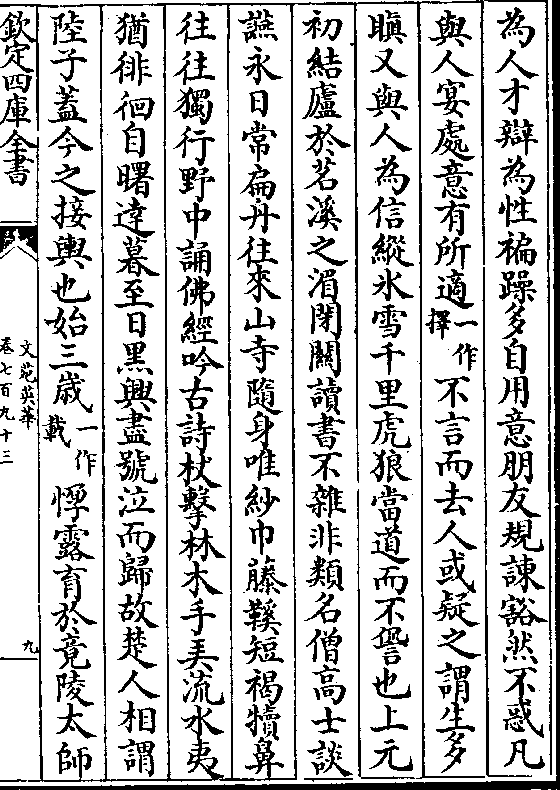 為人才辯為性褊躁多自用意朋友規諫豁然不惑凡
與人宴處意有所適一作擇不言而去人或疑之謂生多
瞋又與人為信縱氷雪千里虎狼當道而不諐也上元
初結廬於苕溪之湄閉關讀書不雜非類名僧高士談
讌永日常扁舟往來山寺隨身唯紗巾藤鞵短褐犢鼻
往往獨行野中誦佛經吟古詩杖擊林木手弄流水夷
猶徘徊自曙達暮至日黑興盡號泣而歸故楚人相謂
陸子葢今之接輿也始三歲一作載惸露育於竟陵太師
欽定四庫全書
文苑英華
卷七百九十三
九